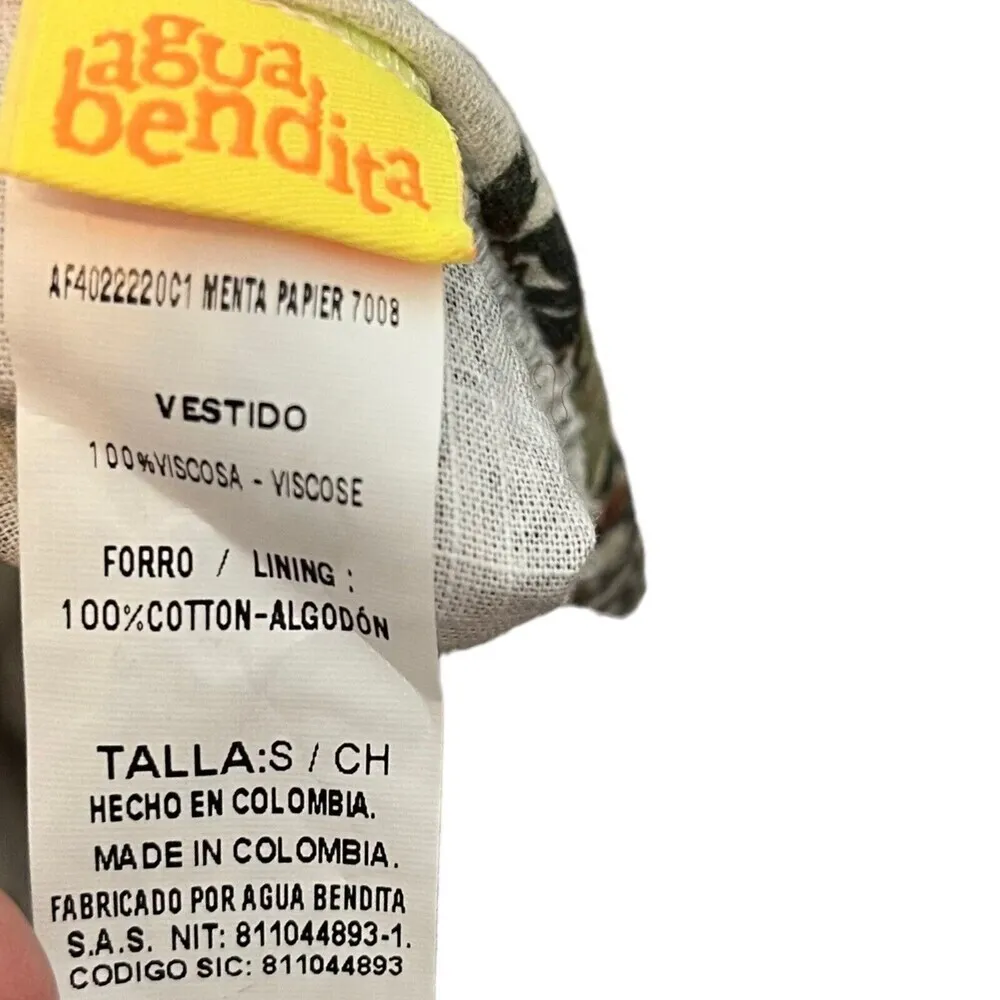 agua
bendita
AF4022220C1 MENTA PAPIER 7008
VESTIDO
100%VISCOSA - VISCOSE
FORRO / LINING :
100%COTTON-ALGODÓN
TALLA:S / CH
HECHO EN COLOMBIA.
MADE IN COLOMBIA.
FABRICADO POR AGUA BENDITA
S.A.S. NIT: 811044893-1.
CODIGO SIC: 811044893